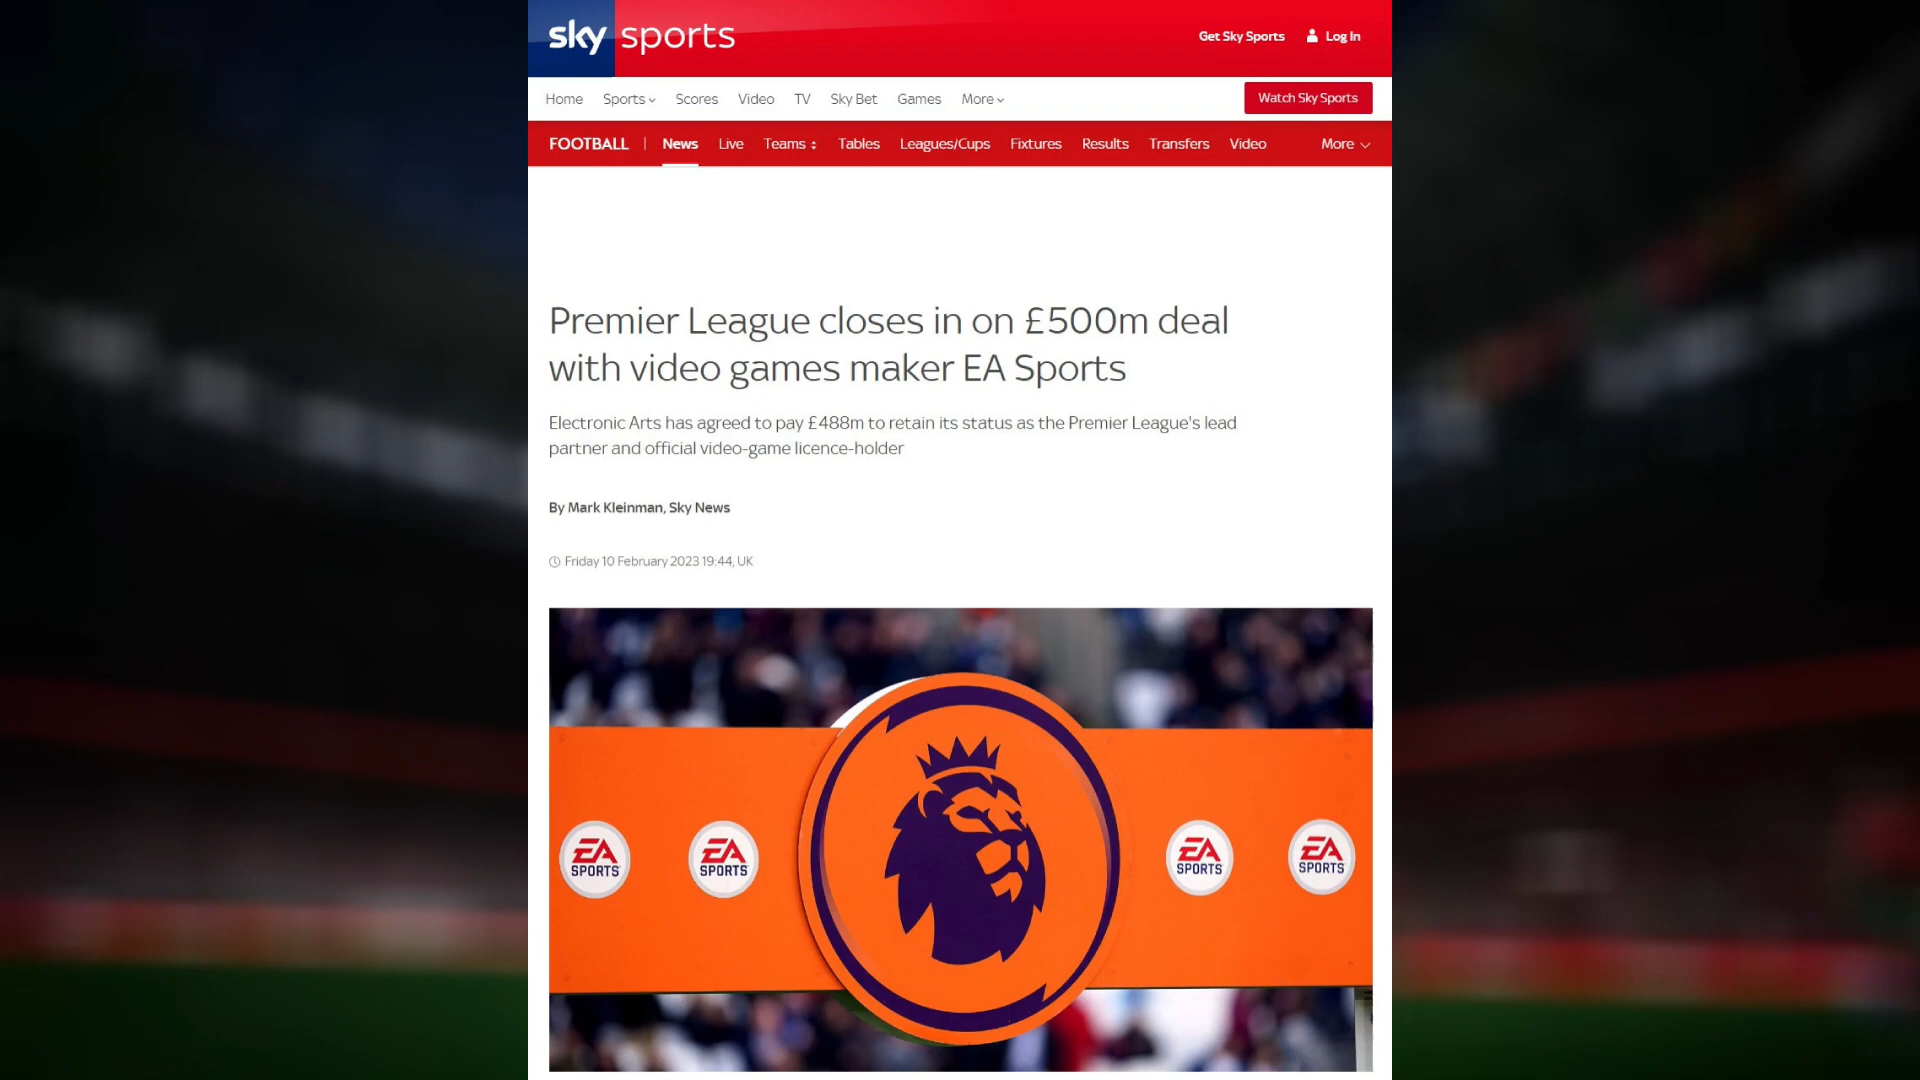 sky sports
Get Sky Sports Log In
Home Sports Scores Video TV Sky Bet Games More Watch Sky Sports
FOOTBALL | News Live Teams Tables Leagues/Cups Fixtures Results Transfers Video More
Premier League closes in on £500m deal
with video games maker EA Sports
Electronic Arts has agreed to pay £488m to retain its status as the Premier League's lead
partner and official video-game licence-holder
By Mark Kleinman, Sky News
Friday 10 February 2023 19:44, UK
EA SPORTS
EA SPORTS
EA SPORTS
EA SPORTS